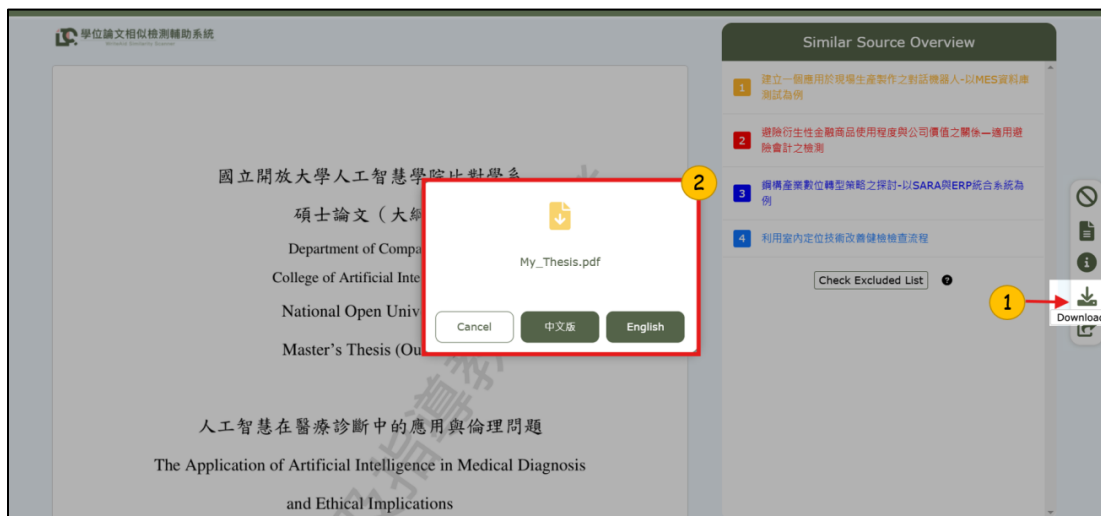 學位論文相似檢測輔助系統
Similar Source Overview
1 建立一個應用於現場生產製作之對話機器人-以MES資料庫
測試為例
2 避險衍生性金融商品使用程度與公司價值之關係—適用避
險會計之檢測
3 鋼構產業數位轉型策略之探討-以SARA與ERP統合系統為
例
4 利用室內定位技術改善健檢檢查流程
Check Excluded List
國立開放大學人工智慧學院比對學系
碩士論文（大綱
Department of Compa
College of Artificial Inte
National Open Univ
Master's Thesis (Ou
人工智慧在醫療診斷中的應用與倫理問題
The Application of Artificial Intelligence in Medical Diagnosis
and Ethical Implications
2
My_Thesis.pdf
Cancel 中文版 English
1
Download